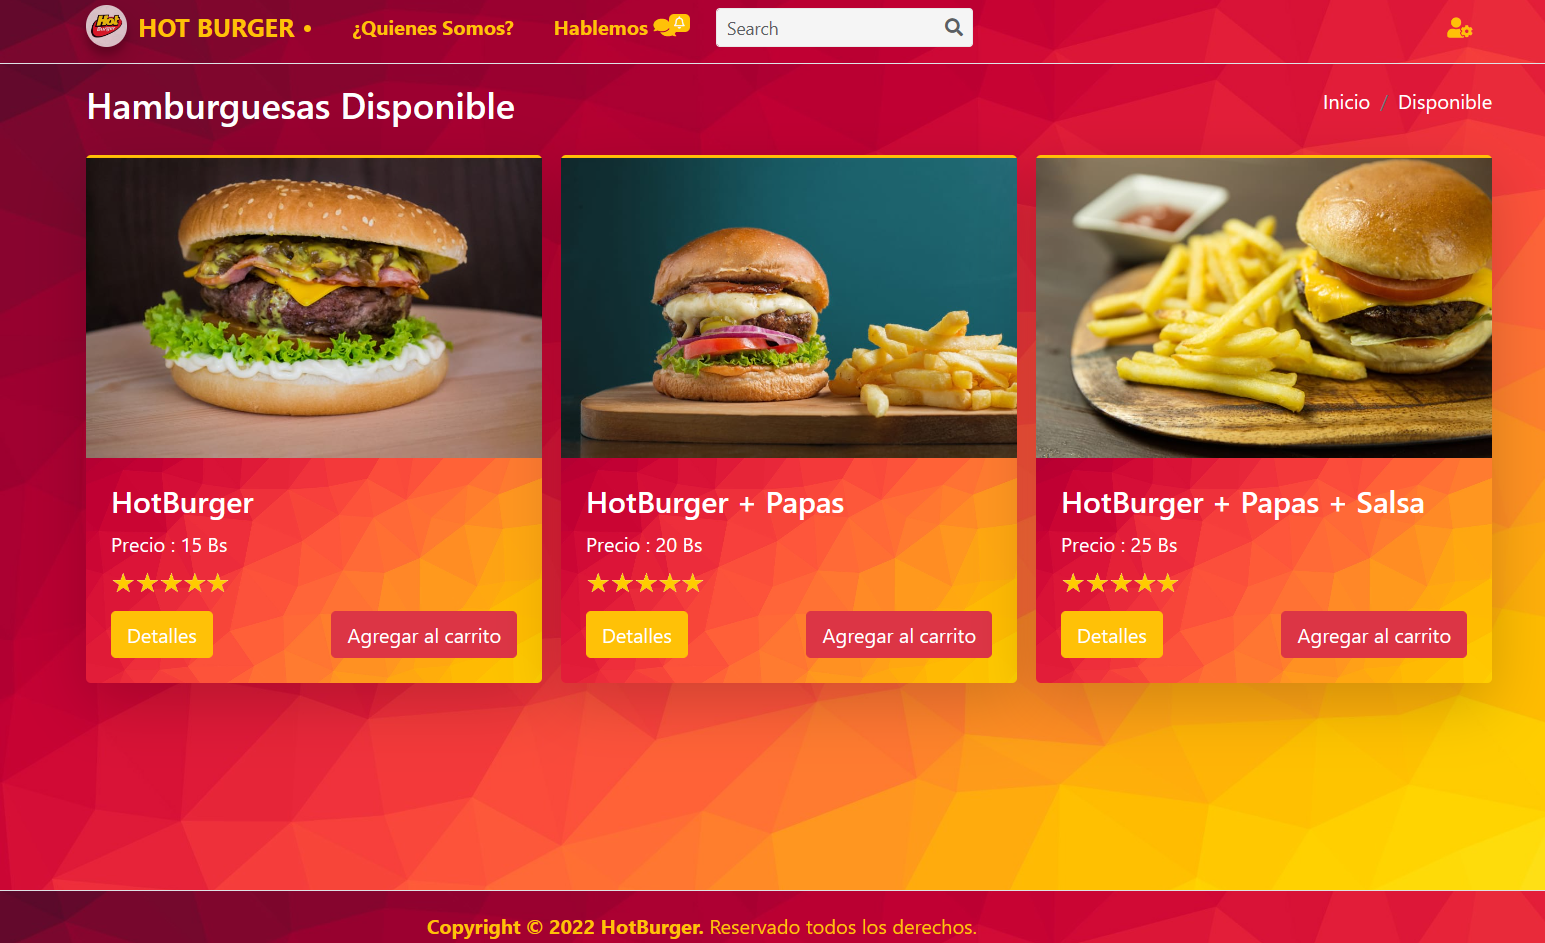 Hot Burger HOT BURGER • ¿Quienes Somos? Hablemos Search
Hamburguesas Disponible
Inicio / Disponible
HotBurger
Precio : 15 Bs
★★★★★
Detalles Agregar al carrito
HotBurger + Papas
Precio : 20 Bs
★★★★★
Detalles Agregar al carrito
HotBurger + Papas + Salsa
Precio : 25 Bs
★★★★★
Detalles Agregar al carrito
Copyright © 2022 HotBurger. Reservado todos los derechos.